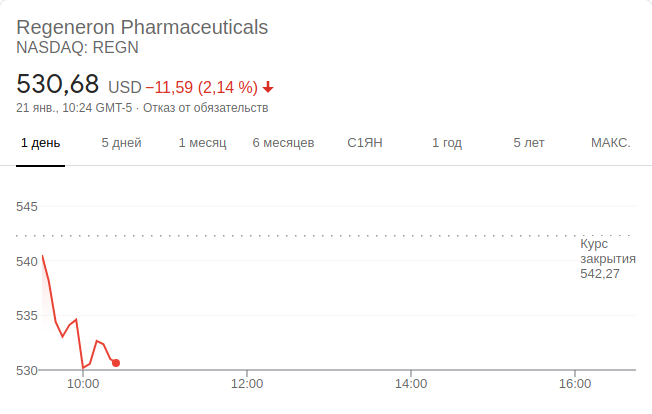 Regeneron Pharmaceuticals
NASDAQ: REGN
530,68 USD −11,59 (2,14 %)
21 янв., 10:24 GMT-5 · Отказ от обязательств
1 день 5 дней 1 месяц 6 месяцев С1ЯН 1 год 5 лет МАКС.
545
Курс
закрытия
542,27
540
535
530
10:00 12:00 14:00 16:00